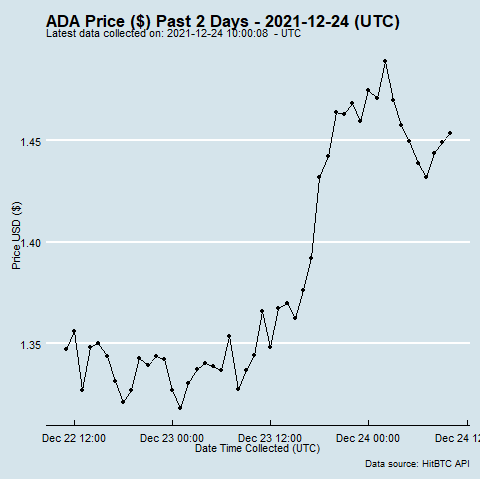 ADA Price ($) Past 2 Days - 2021-12-24 (UTC)
Latest data collected on: 2021-12-24 10:00:08 - UTC
1.45
1.40
1.35
Price USD ($)
Dec 22 12:00 Dec 23 00:00 Dec 23 12:00 Dec 24 00:00 Dec 24 12
Date Time Collected (UTC)
Data source: HitBTC API